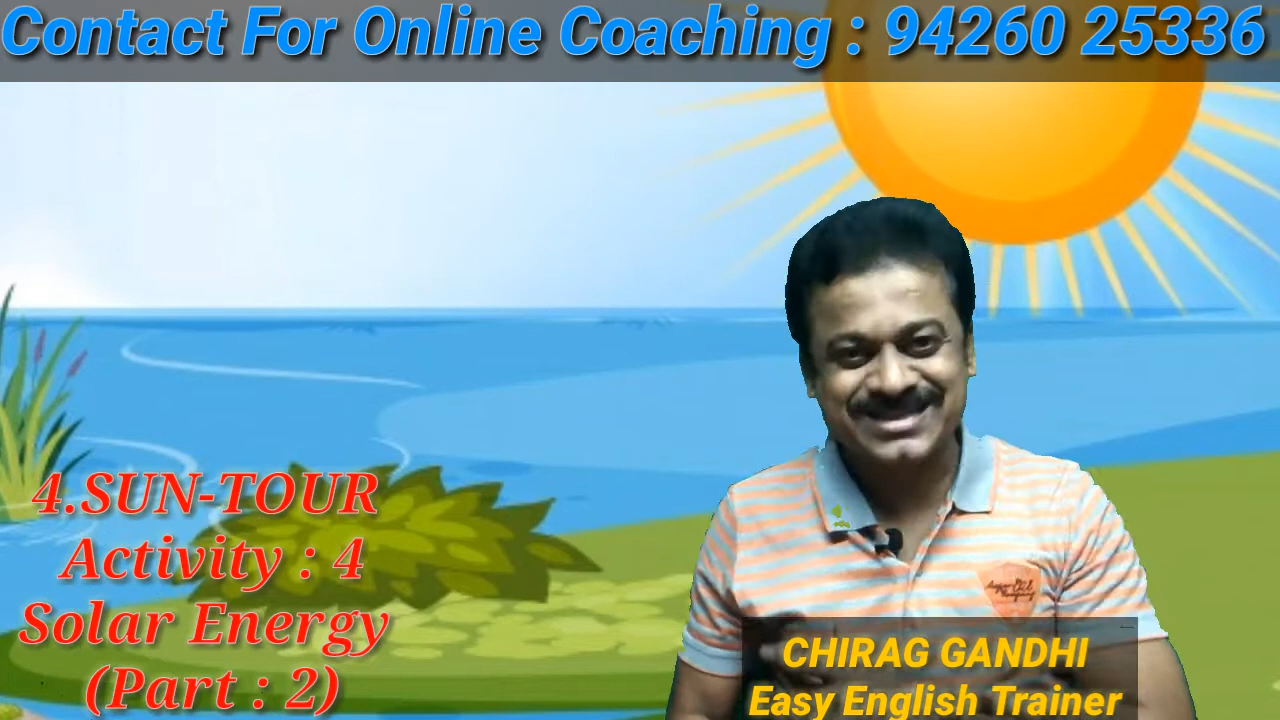 Contact For Online Coaching : 94260 25336
4.SUN-TOUR
Activity : 4
Solar Energy
(Part : 2)
CHIRAG GANDHI
Easy English Trainer